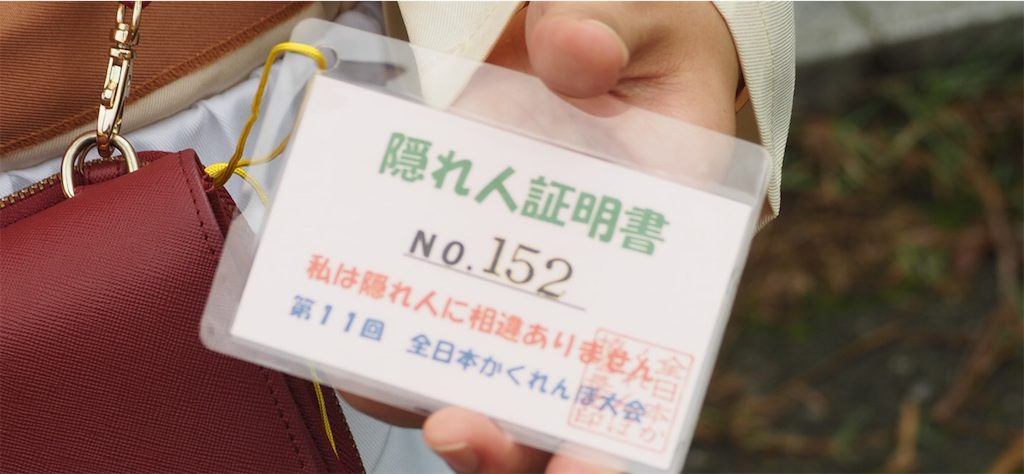 隠れ人証明書
NO.152
私は隠れ人に相違ありません
第11回 全日本かくれんぼ大会